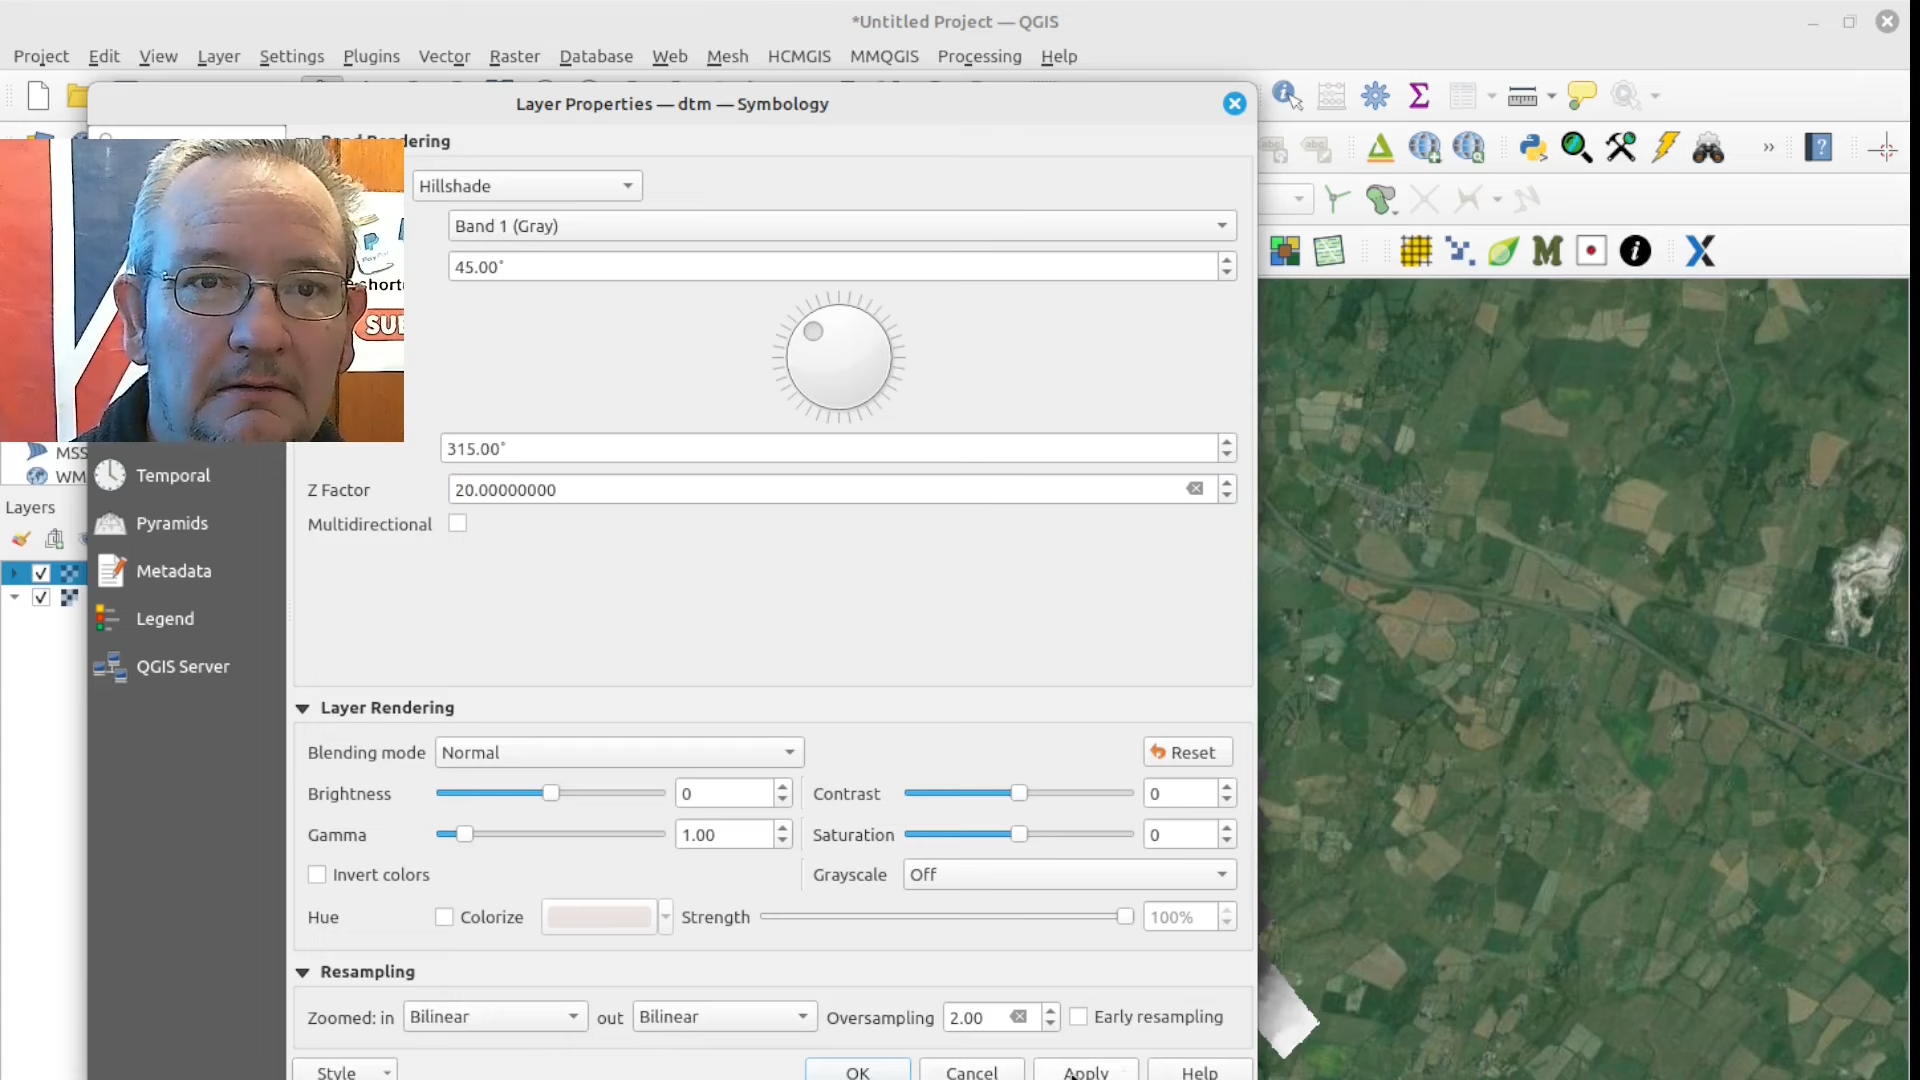 *Untitled Project — QGIS
Project Edit View Layer Settings Plugins Vector Raster Database Web Mesh HCMGIS MMQGIS Processing Help
Layer Properties — dtm — Symbology
Hillshade
Band 1 (Gray)
45.00°
315.00°
Z Factor 20.00000000
Multidirectional
PayPal
SUB
MSS
WM
Layers
Temporal
Pyramids
Metadata
Legend
QGIS Server
Layer Rendering
Blending mode Normal Reset
Brightness 0 Contrast 0
Gamma 1.00 Saturation 0
Invert colors Grayscale Off
Hue Colorize Strength 100%
Resampling
Zoomed: in Bilinear out Bilinear Oversampling 2.00 Early resampling
Style OK Cancel Apply Help